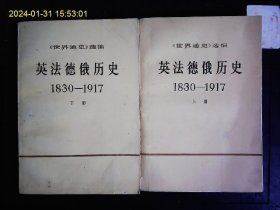 2024-01-31 15:53:01
《世界通史》选编
英法德俄历史
1830—1917
下册
《世界通史》选编
英法德俄历史
1830—1917
上册